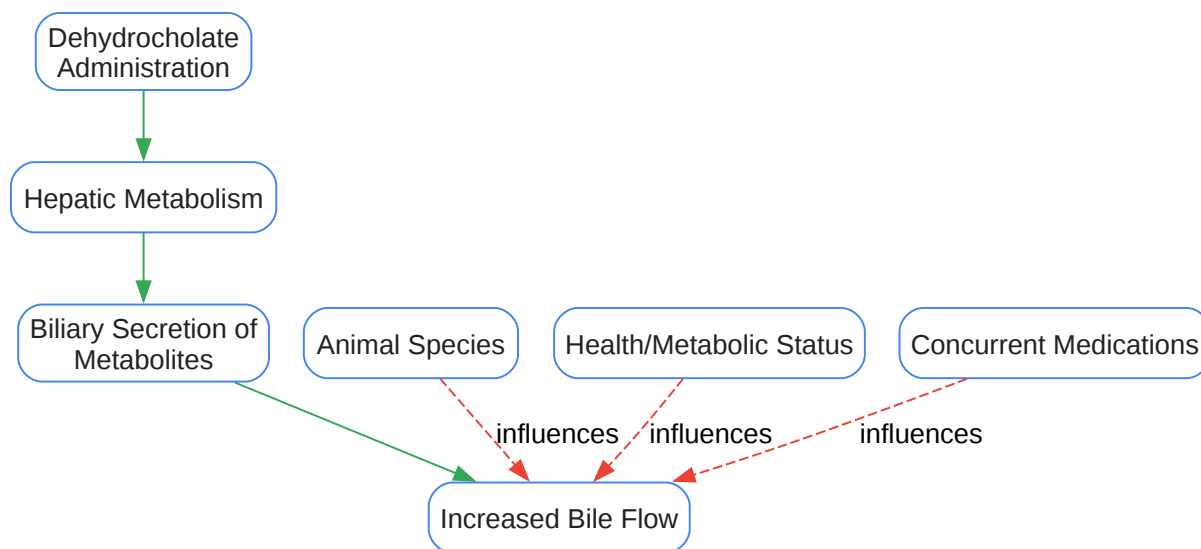 Dehydrocholate
Administration
Hepatic Metabolism
Biliary Secretion of
Metabolites
Animal Species
Health/Metabolic Status
Concurrent Medications
influences
influences
influences
Increased Bile Flow